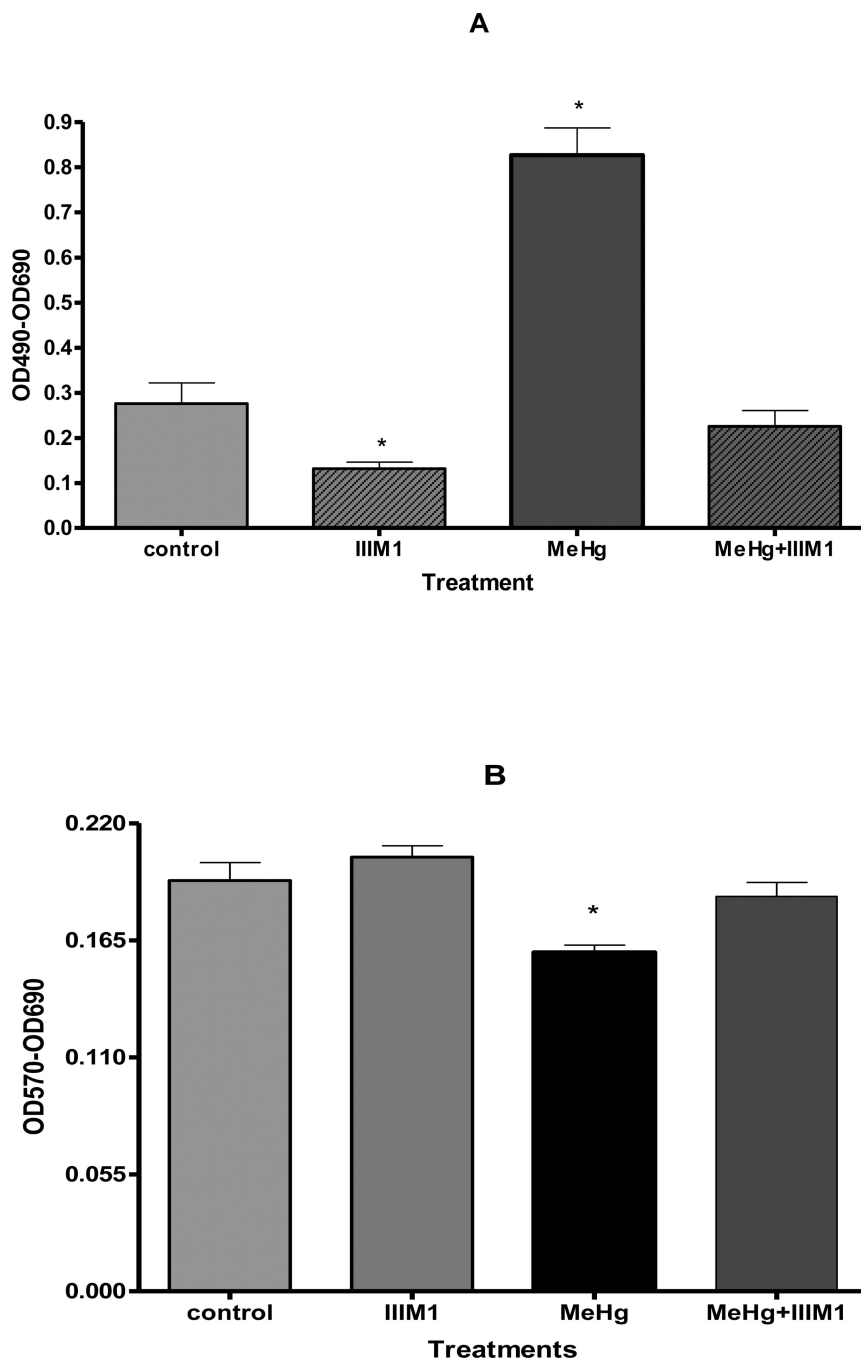 A
OD490-OD690
0.9
0.8
0.7
0.6
0.5
0.4
0.3
0.2
0.1
0.0
*
*
control IIIM1 MeHg MeHg+IIIM1
Treatment
B
OD570-OD690
0.220
0.165
0.110
0.055
0.000
*
control IIIM1 MeHg MeHg+IIIM1
Treatments